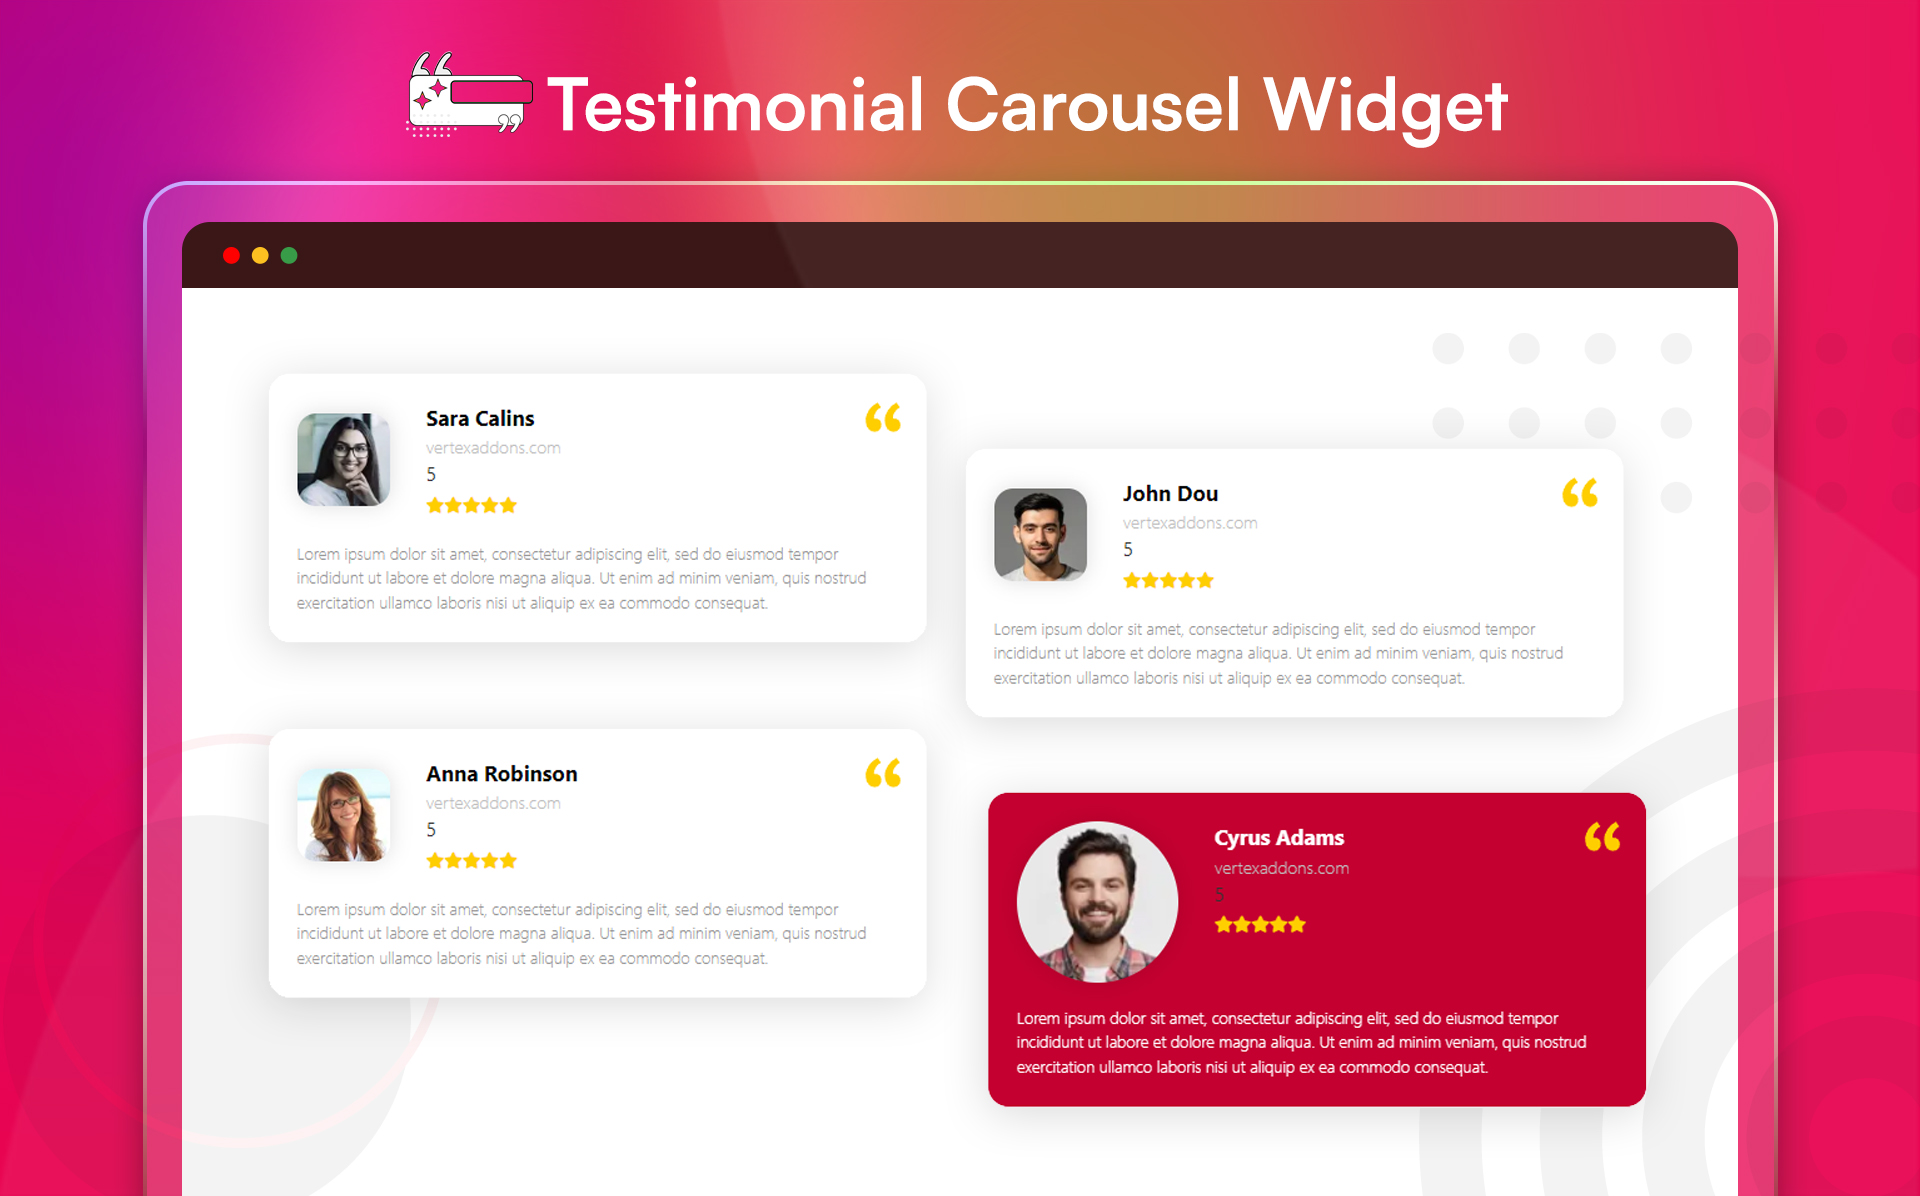 Testimonial Carousel Widget
Sara Calins
vertexaddons.com
5
Lorem ipsum dolor sit amet, consectetur adipiscing elit, sed do eiusmod tempor
incididunt ut labore et dolore magna aliqua. Ut enim ad minim veniam, quis nostrud
exercitation ullamco laboris nisi ut aliquip ex ea commodo consequat.
John Dou
vertexaddons.com
5
Lorem ipsum dolor sit amet, consectetur adipiscing elit, sed do eiusmod tempor
incididunt ut labore et dolore magna aliqua. Ut enim ad minim veniam, quis nostrud
exercitation ullamco laboris nisi ut aliquip ex ea commodo consequat.
Anna Robinson
vertexaddons.com
5
Lorem ipsum dolor sit amet, consectetur adipiscing elit, sed do eiusmod tempor
incididunt ut labore et dolore magna aliqua. Ut enim ad minim veniam, quis nostrud
exercitation ullamco laboris nisi ut aliquip ex ea commodo consequat.
Cyrus Adams
vertexaddons.com
5
Lorem ipsum dolor sit amet, consectetur adipiscing elit, sed do eiusmod tempor
incididunt ut labore et dolore magna aliqua. Ut enim ad minim veniam, quis nostrud
exercitation ullamco laboris nisi ut aliquip ex ea commodo consequat.